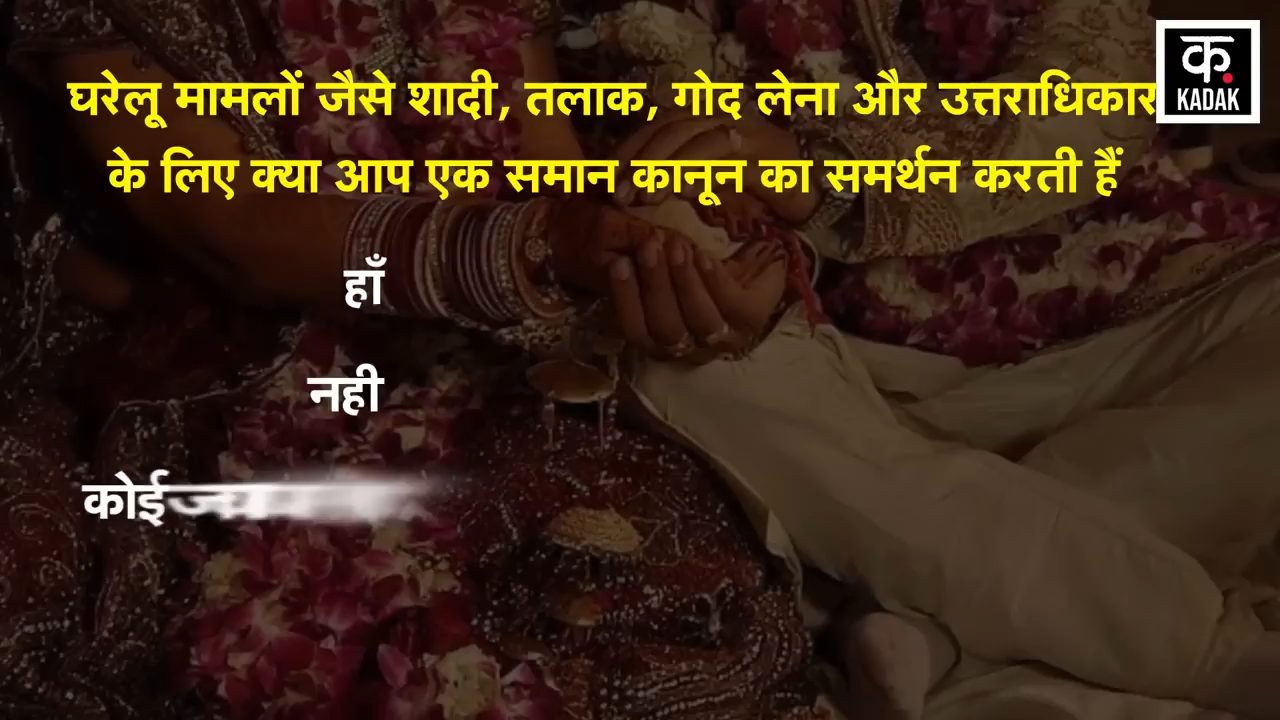 घरेलू मामलों जैसे शादी, तलाक, गोद लेना और उत्तराधिकार
के लिए क्या आप एक समान कानून का समर्थन करती हैं
हाँ
नही
कोई
क
KADAK